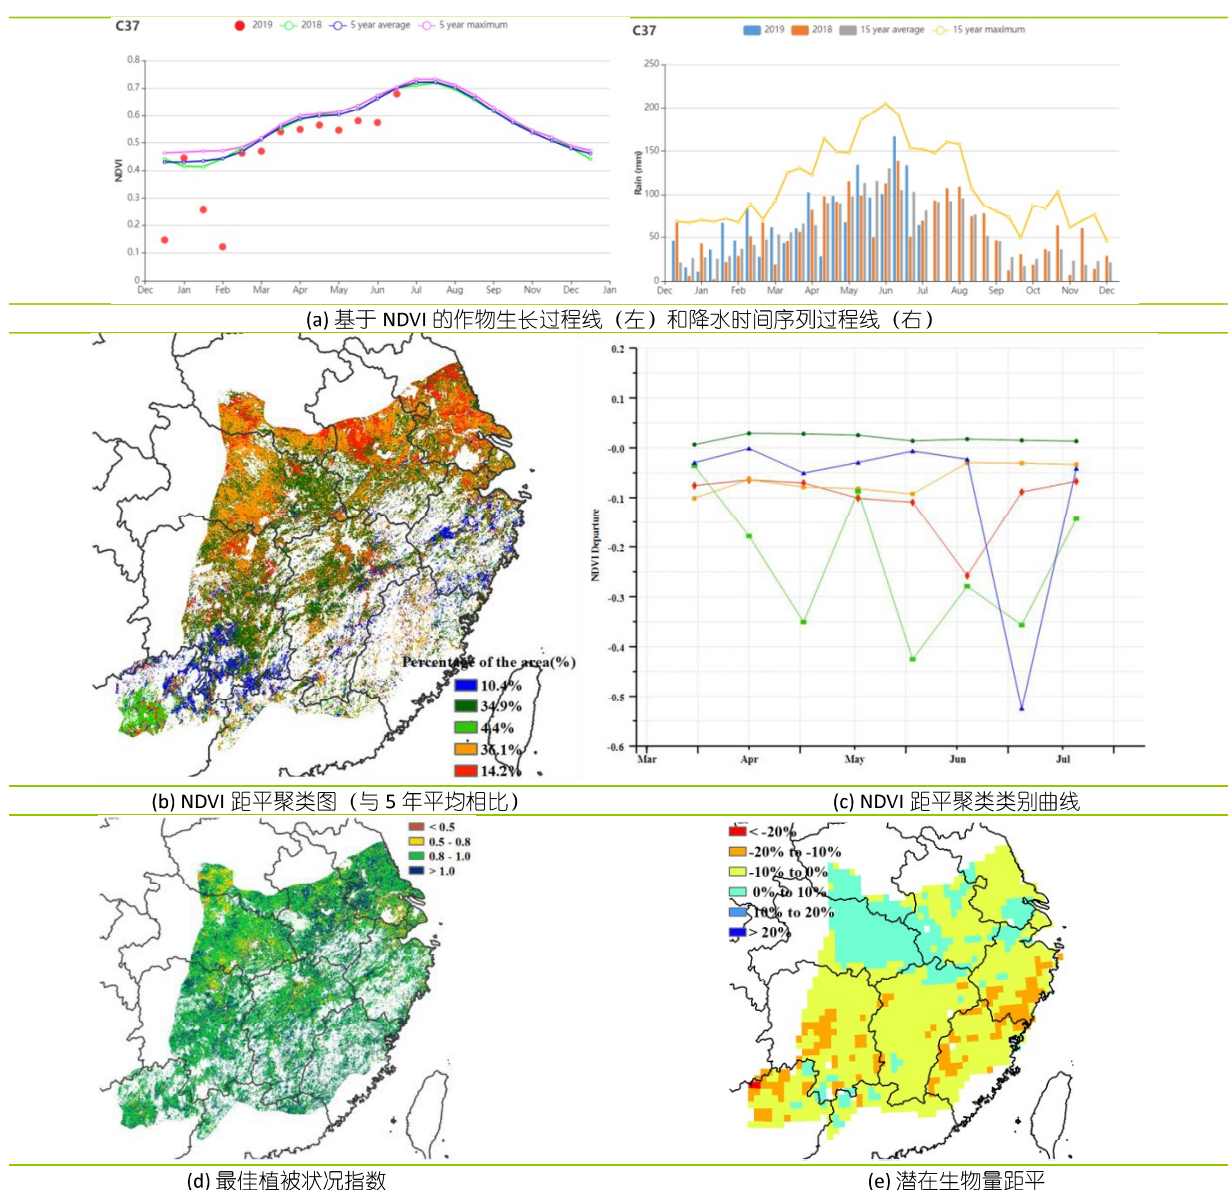 C37
2019 2018 5 year average 5 year maximum
0.8
0.7
0.6
0.5
0.4
0.3
0.2
0.1
0
NDVI
Dec Jan Feb Mar Apr May Jun Jul Aug Sep Oct Nov Dec Jan
C37
2019 2018 15 year average 15 year maximum
250
200
150
100
50
0
Rain (mm)
Dec Jan Feb Mar Apr May Jun Jul Aug Sep Oct Nov Dec
(a) 基于 NDVI 的作物生长过程线（左）和降水时间序列过程线（右）
Percentage of the area(%)
10.4%
34.9%
4.4%
36.1%
14.2%
0.2
0.1
-0.0
-0.1
-0.2
-0.3
-0.4
-0.5
-0.6
NDVI Departure
Mar Apr May Jun Jul
(b) NDVI 距平聚类图（与 5 年平均相比）
(c) NDVI 距平聚类类别曲线
< 0.5
0.5 - 0.8
0.8 - 1.0
> 1.0
< -20%
-20% to -10%
-10% to 0%
0% to 10%
10% to 20%
> 20%
(d) 最佳植被状况指数
(e) 潜在生物量距平